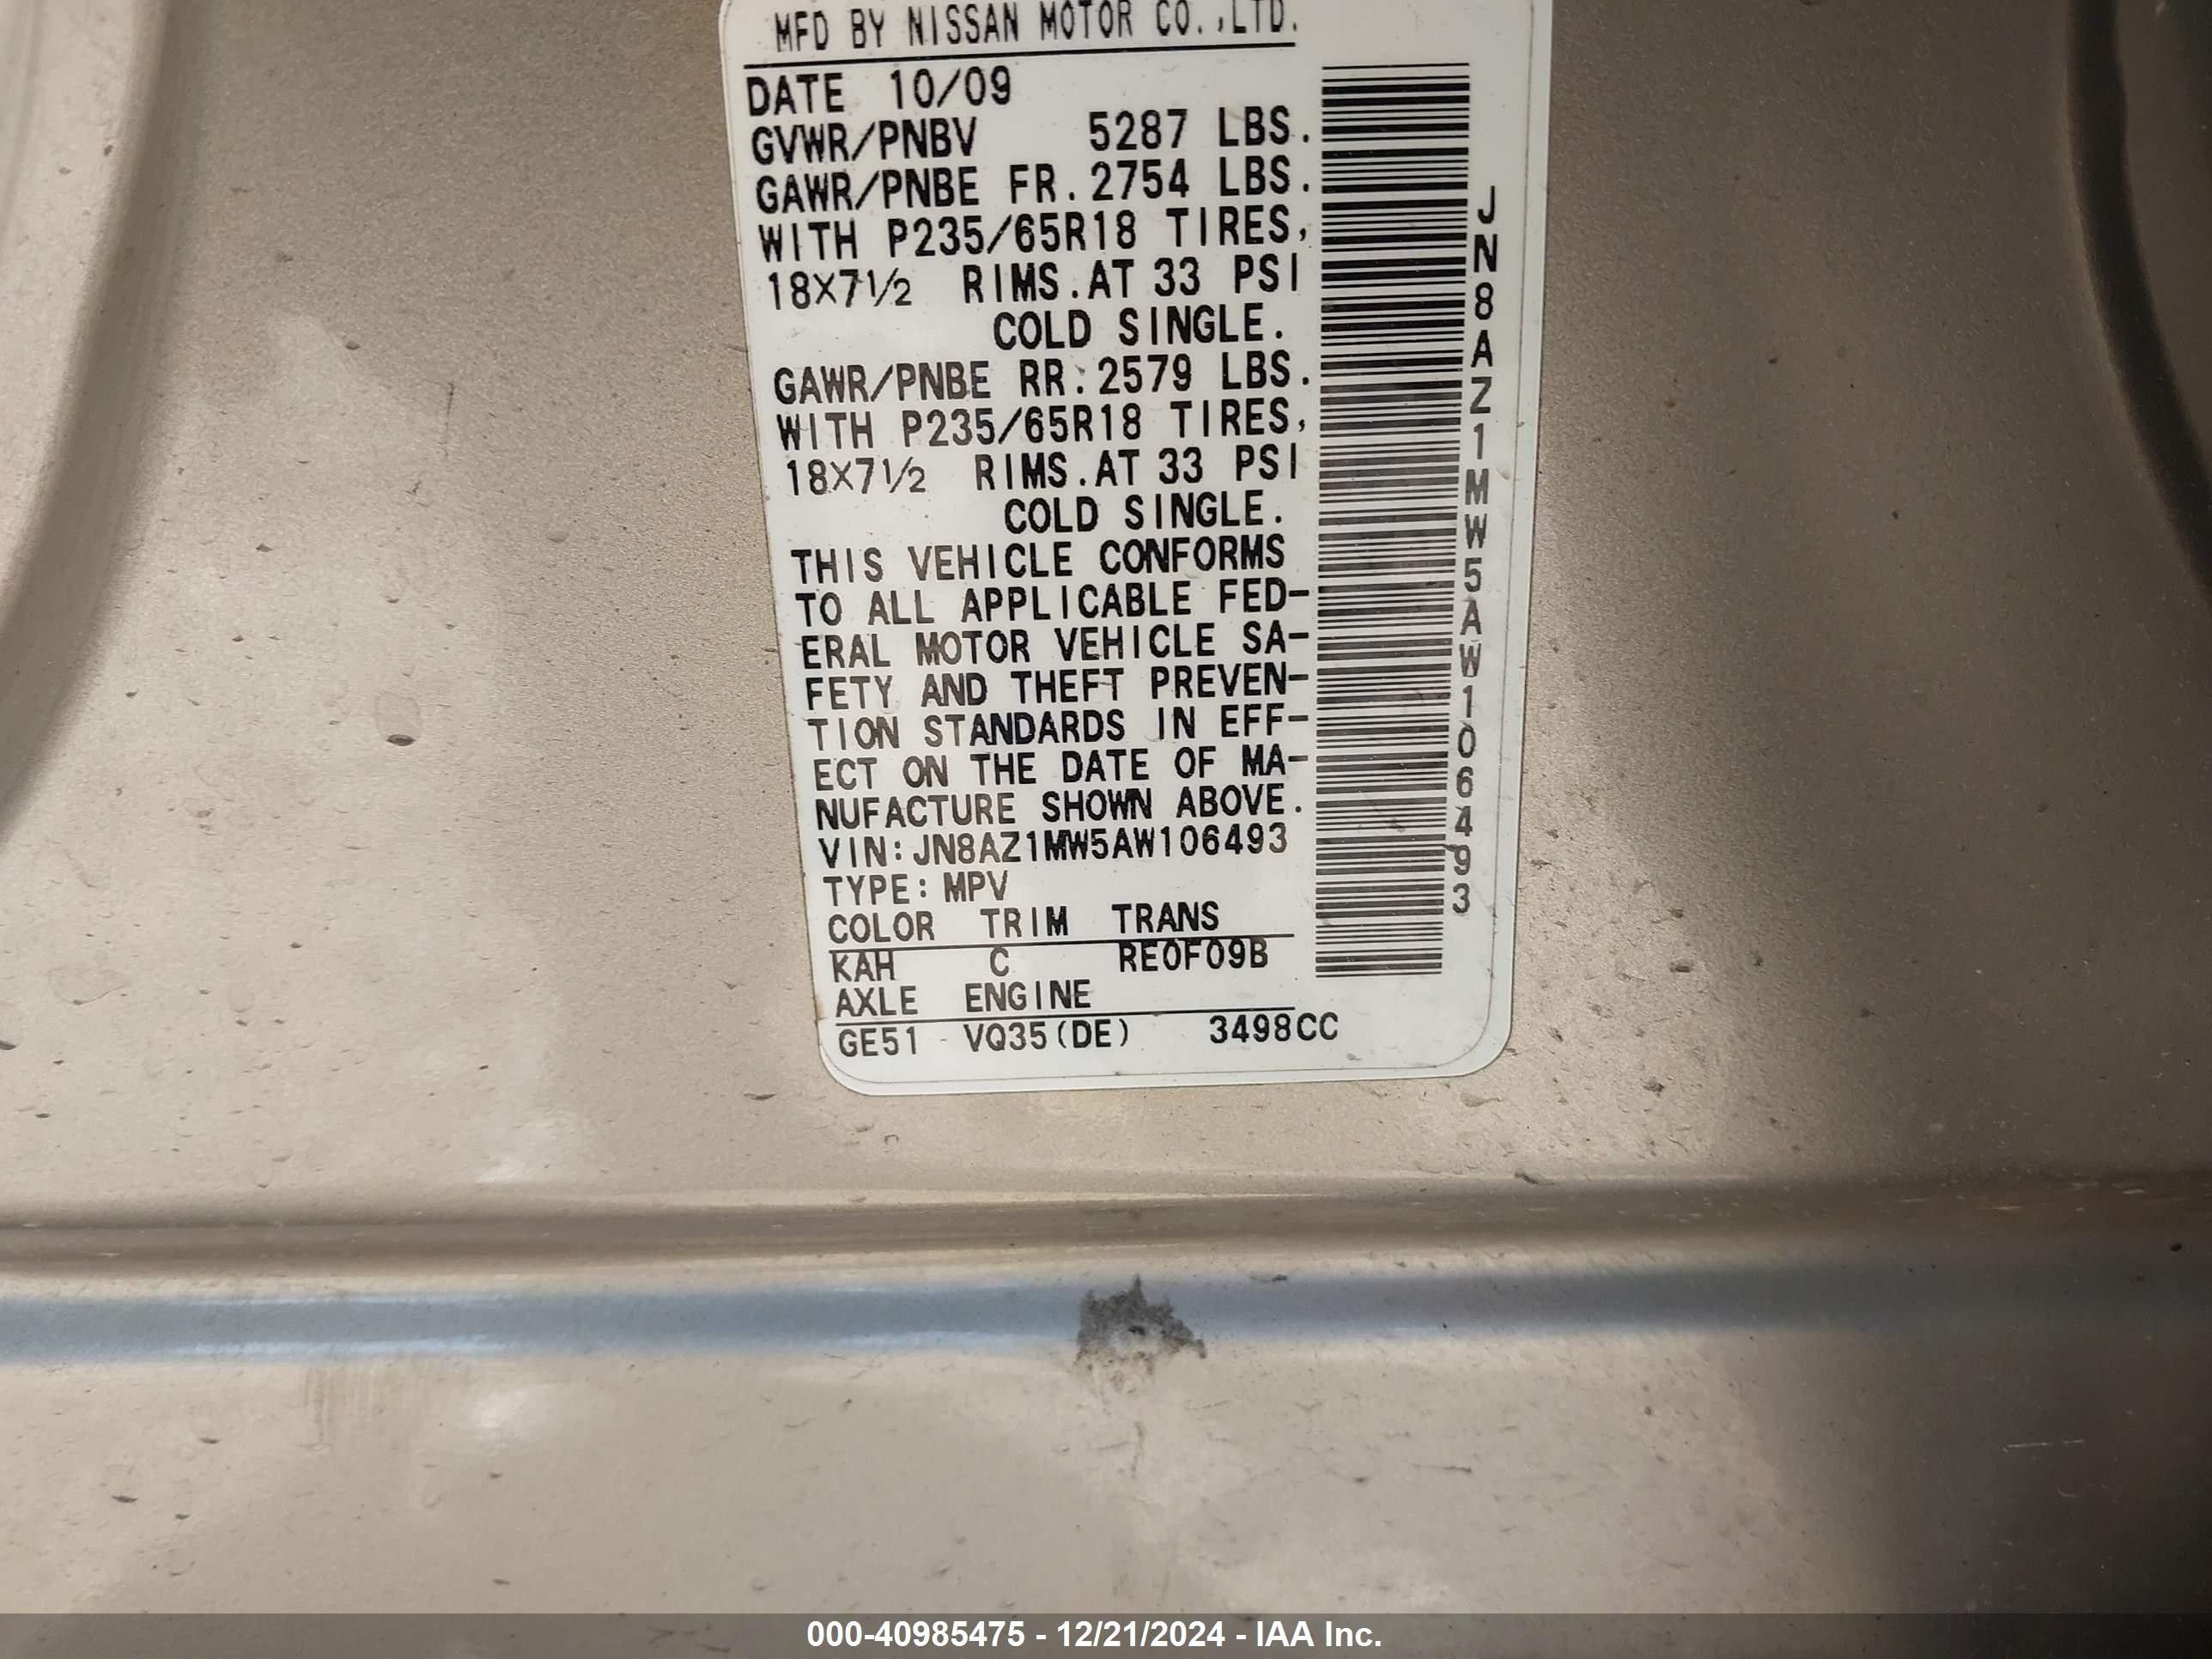 MFD BY NISSAN MOTOR CO.,LTD.
DATE 10/09
GVWR/PNBV 5287 LBS.
GAWR/PNBE FR.2754 LBS.
WITH P235/65R18 TIRES,
18X7½ RIMS.AT 33 PSI
COLD SINGLE.
GAWR/PNBE RR.2579 LBS.
WITH P235/65R18 TIRES,
18X7½ RIMS.AT 33 PSI
COLD SINGLE.
THIS VEHICLE CONFORMS
TO ALL APPLICABLE FED-
ERAL MOTOR VEHICLE SA-
FETY AND THEFT PREVEN-
TION STANDARDS IN EFF-
ECT ON THE DATE OF MA-
NUFACTURE SHOWN ABOVE.
VIN:JN8AZ1MW5AW106493
TYPE:MPV
COLOR TRIM TRANS
KAH C RE0F09B
AXLE ENGINE
GE51 VQ35(DE) 3498CC
JN8AZ1MW5AW106493
000-40985475 - 12/21/2024 - IAA Inc.